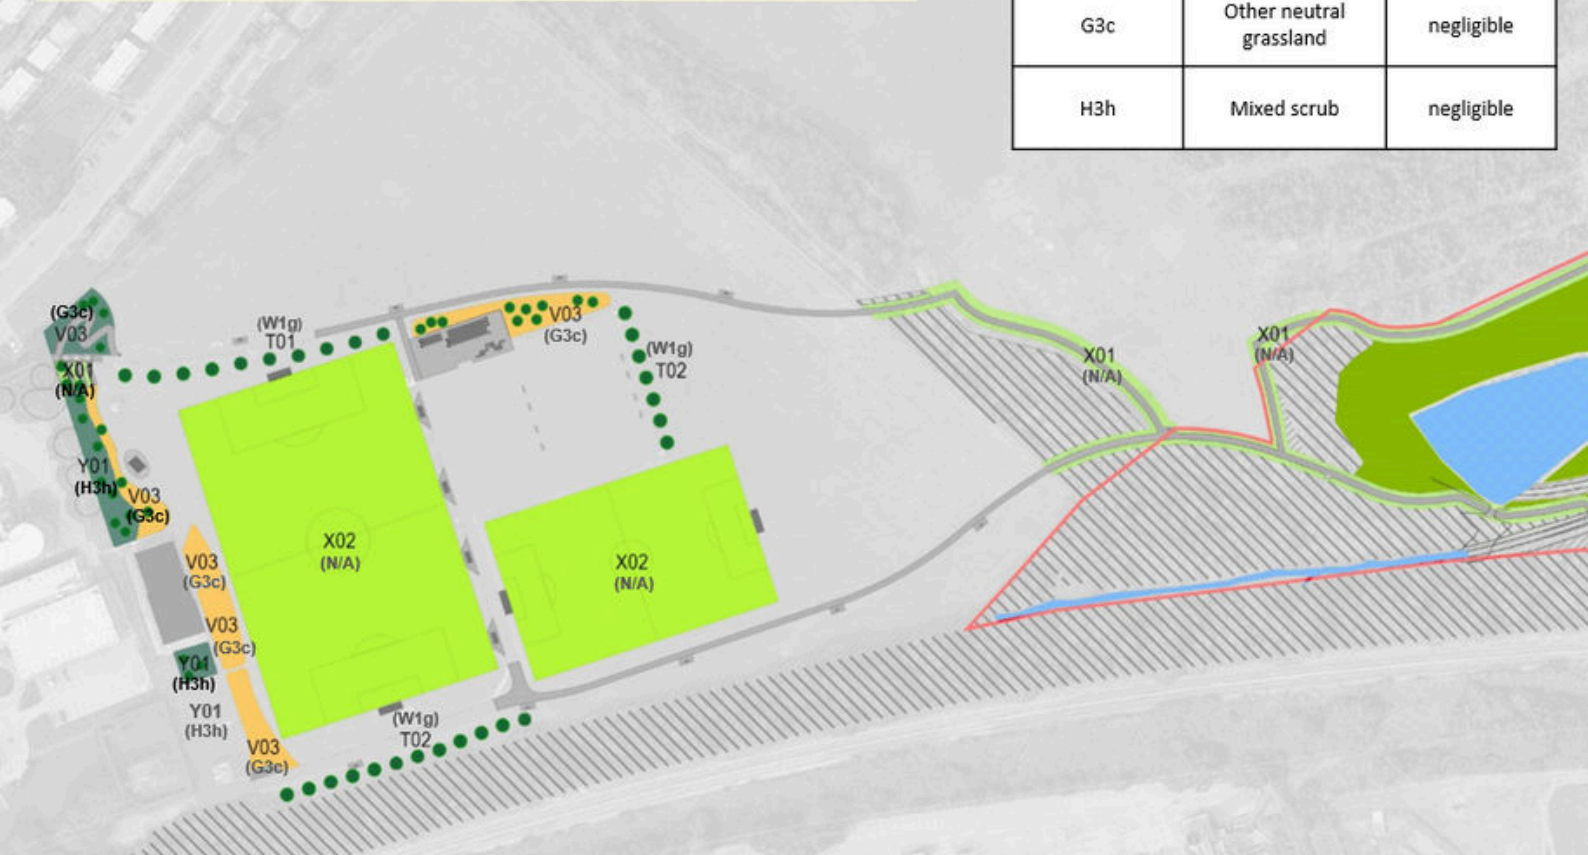 G3c
Other neutral
grassland
negligible
H3h
Mixed scrub
negligible
(G3c)
V03
X01
(N/A)
(W1g)
T01
V03
(G3c)
(W1g)
T02
X01
(N/A)
X01
(N/A)
Y01
(H3h)
V03
(G3c)
V03
(G3c)
X02
(N/A)
X02
(N/A)
V03
(G3c)
Y01
(H3h)
Y01
(H3h)
(W1g)
T02
V03
(G3c)